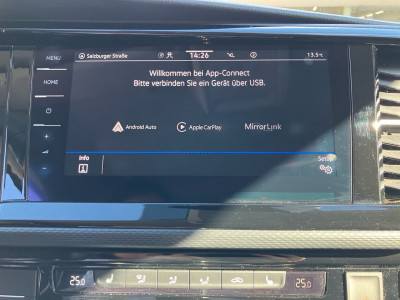 MENU
Salzburger Straße 14:26 13.5°C
HOME
Willkommen bei App-Connect
Bitte verbinden Sie ein Gerät über USB.
Android Auto Apple CarPlay MirrorLink
Info Setup
25.0 25.0